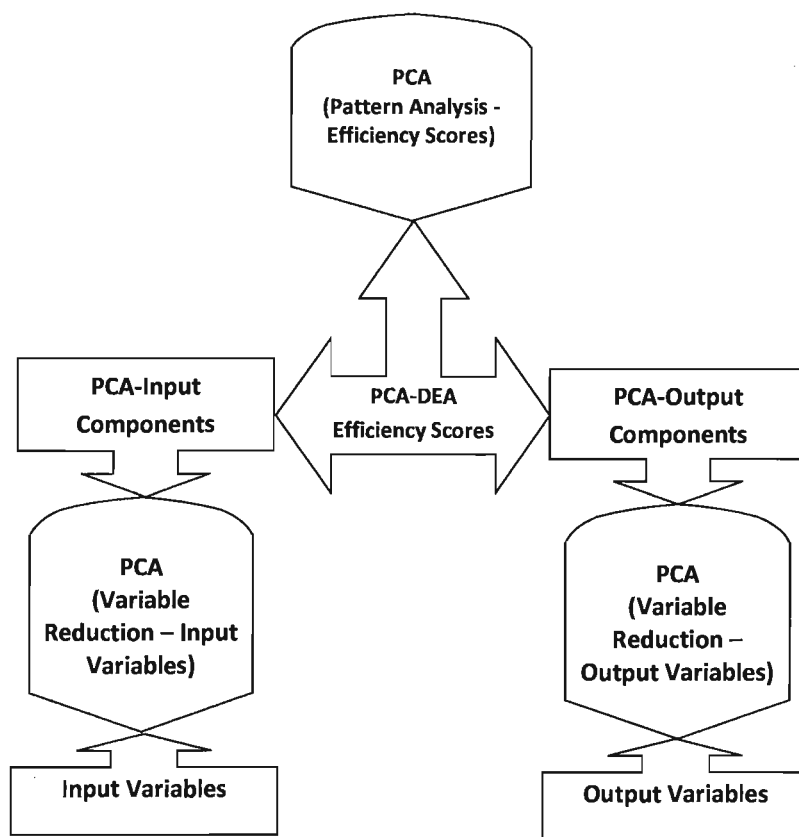 PCA
(Pattern Analysis -
Efficiency Scores)
PCA-Input
Components
PCA-DEA
Efficiency Scores
PCA-Output
Components
PCA
(Variable
Reduction – Input
Variables)
PCA
(Variable
Reduction –
Output Variables)
Input Variables
Output Variables